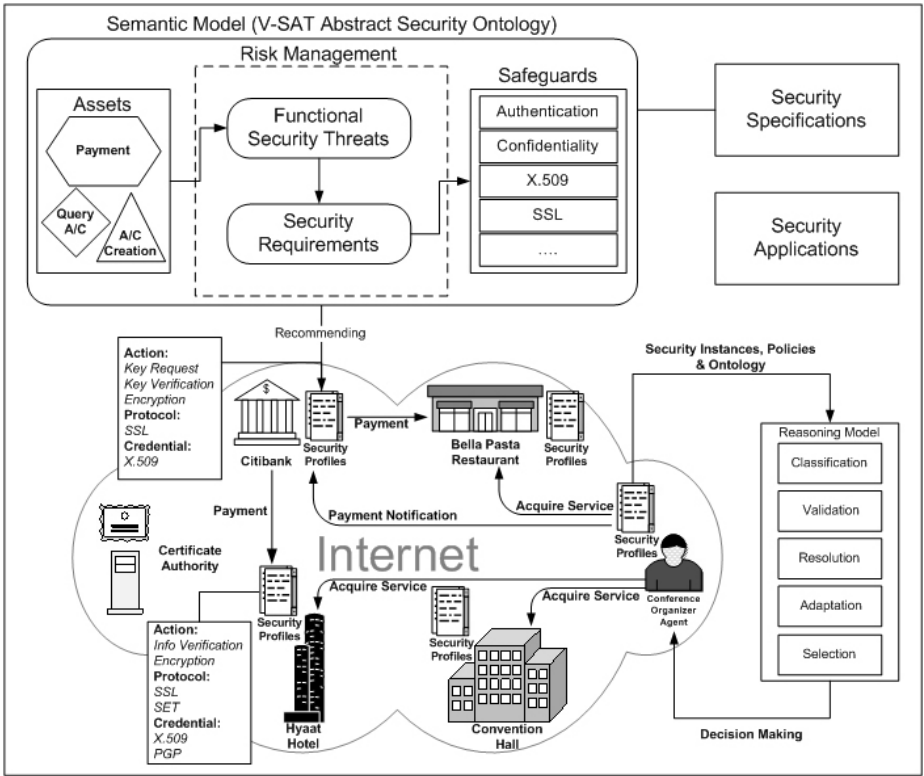 Semantic Model (V-SAT Abstract Security Ontology)
Risk Management
Assets
Payment
Query
A/C
A/C
Creation
Functional
Security Threats
Security
Requirements
Safeguards
Authentication
Confidentiality
X.509
SSL
....
Security
Specifications
Security
Applications
Recommending
Action:
Key Request
Key Verification
Encryption
Protocol:
SSL
Credential:
X.509
$
Citibank
Security
Profiles
Payment
Bella Pasta
Restaurant
Security
Profiles
Security Instances, Policies
& Ontology
Reasoning Model
Classification
Validation
Resolution
Adaptation
Selection
Payment
Payment Notification
Acquire Service
Security
Profiles
Certificate
Authority
Internet
Security
Profiles
Acquire Service
Security
Profiles
Acquire Service
Conference
Organizer
Agent
Action:
Info Verification
Encryption
Protocol:
SSL
SET
Credential:
X.509
PGP
Hyaat
Hotel
Convention
Hall
Decision Making